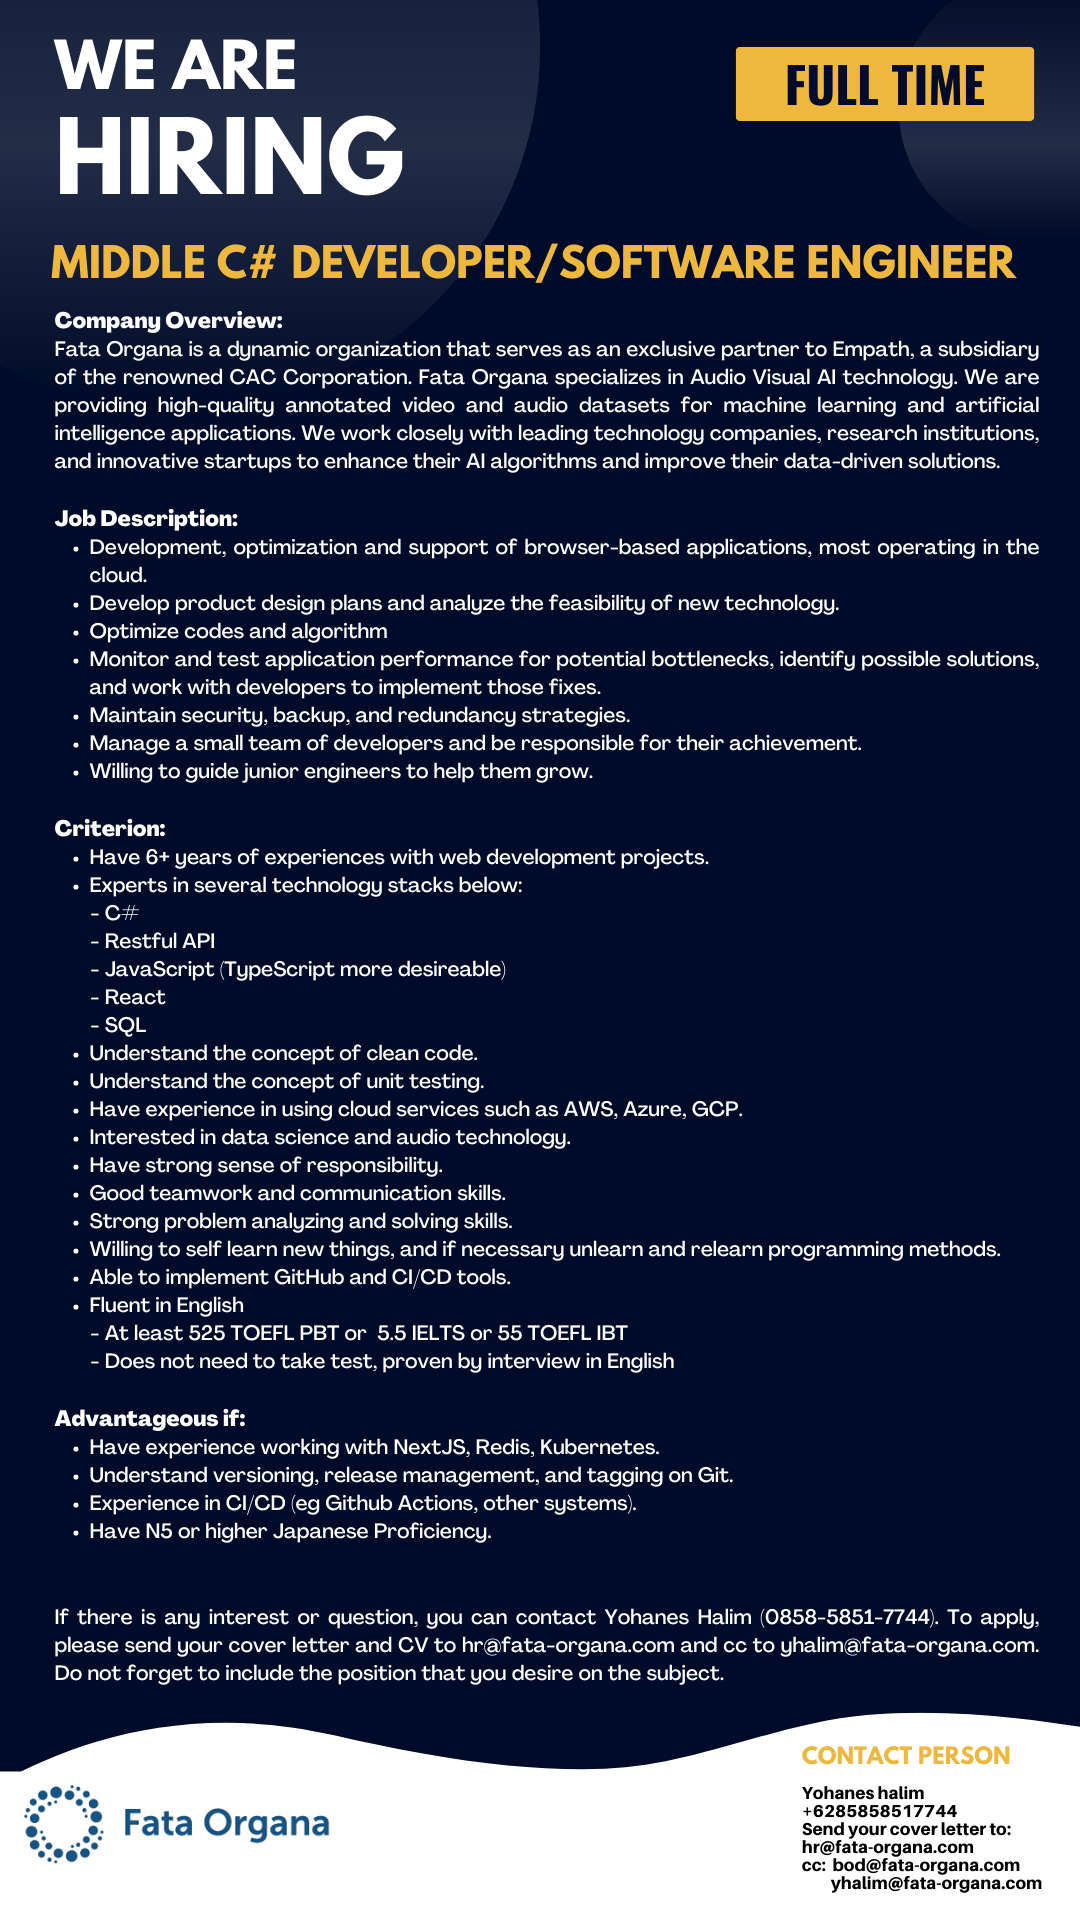 WE ARE
HIRING
FULL TIME
MIDDLE C# DEVELOPER/SOFTWARE ENGINEER
Company Overview:
Fata Organa is a dynamic organization that serves as an exclusive partner to Empath, a subsidiary
of the renowned CAC Corporation. Fata Organa specializes in Audio Visual AI technology. We are
providing high-quality annotated video and audio datasets for machine learning and artificial
intelligence applications. We work closely with leading technology companies, research institutions,
and innovative startups to enhance their AI algorithms and improve their data-driven solutions.
Job Description:
• Development, optimization and support of browser-based applications, most operating in the
cloud.
• Develop product design plans and analyze the feasibility of new technology.
• Optimize codes and algorithm
• Monitor and test application performance for potential bottlenecks, identify possible solutions,
and work with developers to implement those fixes.
• Maintain security, backup, and redundancy strategies.
• Manage a small team of developers and be responsible for their achievement.
• Willing to guide junior engineers to help them grow.
Criterion:
• Have 6+ years of experiences with web development projects.
• Experts in several technology stacks below:
- C#
- Restful API
- JavaScript (TypeScript more desireable)
- React
- SQL
• Understand the concept of clean code.
• Understand the concept of unit testing.
• Have experience in using cloud services such as AWS, Azure, GCP.
• Interested in data science and audio technology.
• Have strong sense of responsibility.
• Good teamwork and communication skills.
• Strong problem analyzing and solving skills.
• Willing to self learn new things, and if necessary unlearn and relearn programming methods.
• Able to implement GitHub and CI/CD tools.
• Fluent in English
- At least 525 TOEFL PBT or 5.5 IELTS or 55 TOEFL IBT
- Does not need to take test, proven by interview in English
Advantageous if:
• Have experience working with NextJS, Redis, Kubernetes.
• Understand versioning, release management, and tagging on Git.
• Experience in CI/CD (eg Github Actions, other systems).
• Have N5 or higher Japanese Proficiency.
If there is any interest or question, you can contact Yohanes Halim (0858-5851-7744). To apply,
please send your cover letter and CV to hr@fata-organa.com and cc to yhalim@fata-organa.com.
Do not forget to include the position that you desire on the subject.
Fata Organa
CONTACT PERSON
Yohanes halim
+6285858517744
Send your cover letter to:
hr@fata-organa.com
cc: bod@fata-organa.com
yhalim@fata-organa.com